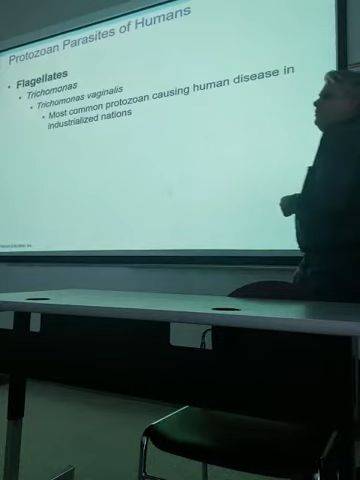 Protozoan Parasites of Humans
• Flagellates
• Trichomonas
• Trichomonas vaginalis
• Most common protozoan causing human disease in
industrialized nations